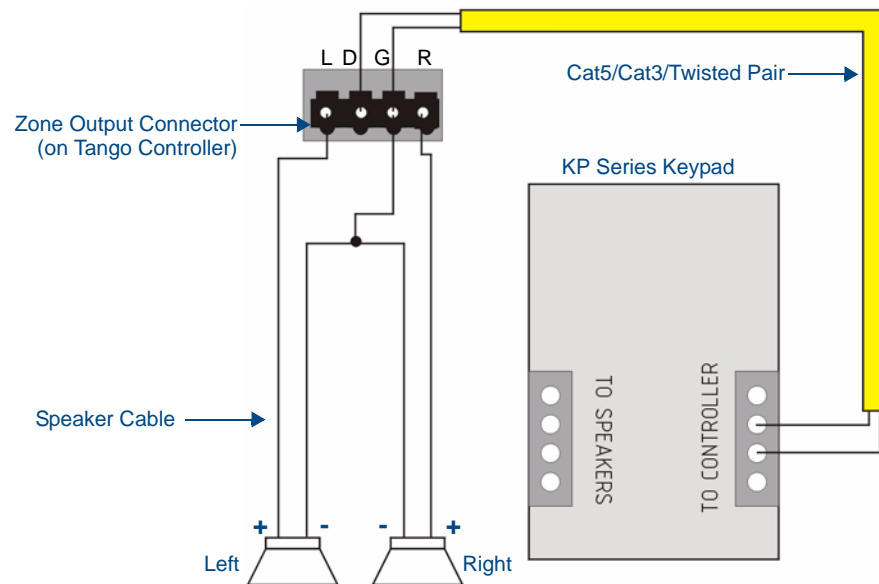 L D G R
Cat5/Cat3/Twisted Pair
Zone Output Connector
(on Tango Controller)
KP Series Keypad
TO SPEAKERS
TO CONTROLLER
Speaker Cable
+ - - +
Left
Right